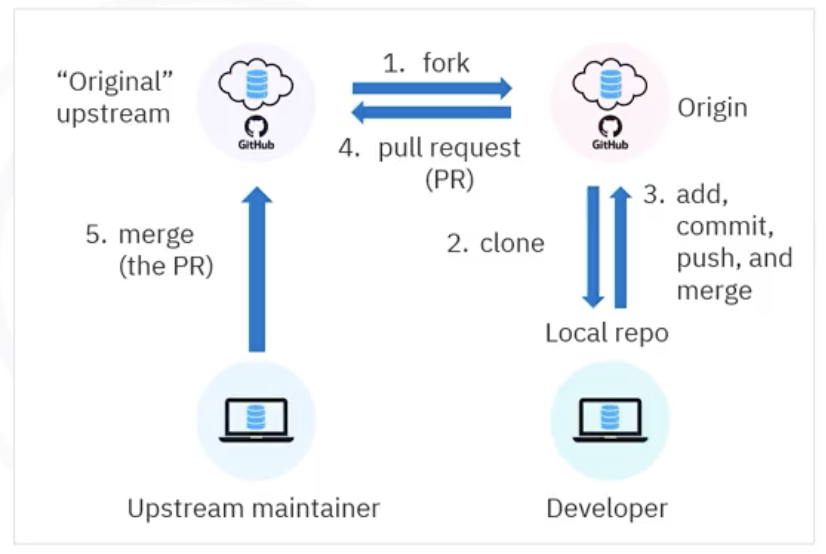 “Original”
upstream
GitHub
1. fork
4. pull request
(PR)
GitHub
Origin
5. merge
(the PR)
2. clone
3. add,
commit,
push, and
merge
Local repo
Upstream maintainer
Developer